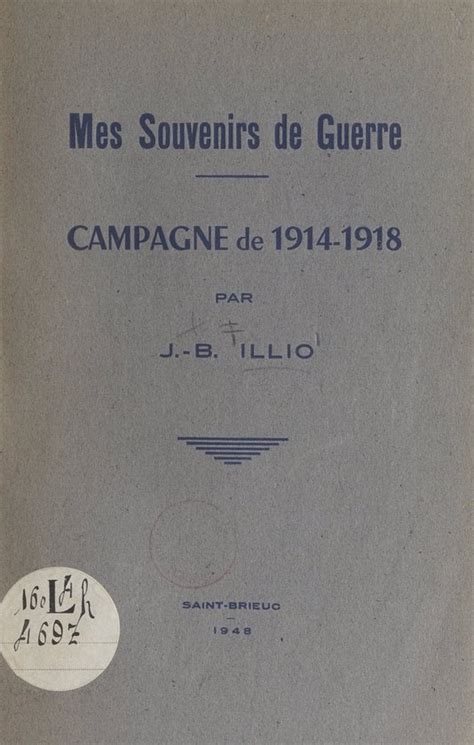 Mes Souvenirs de Guerre
CAMPAGNE de 1914-1918
PAR
J.-B. ILLIO
SAINT-BRIEUC
1948